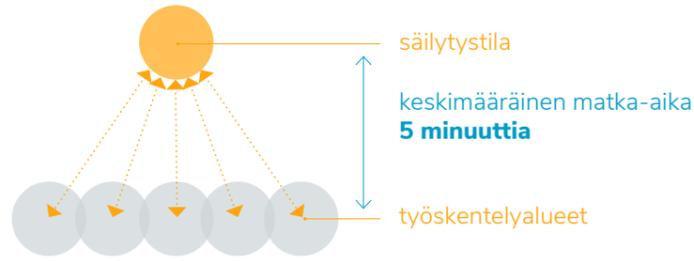 säilytystila
keskimääräinen matka-aika
5 minuuttia
työskentelyalueet